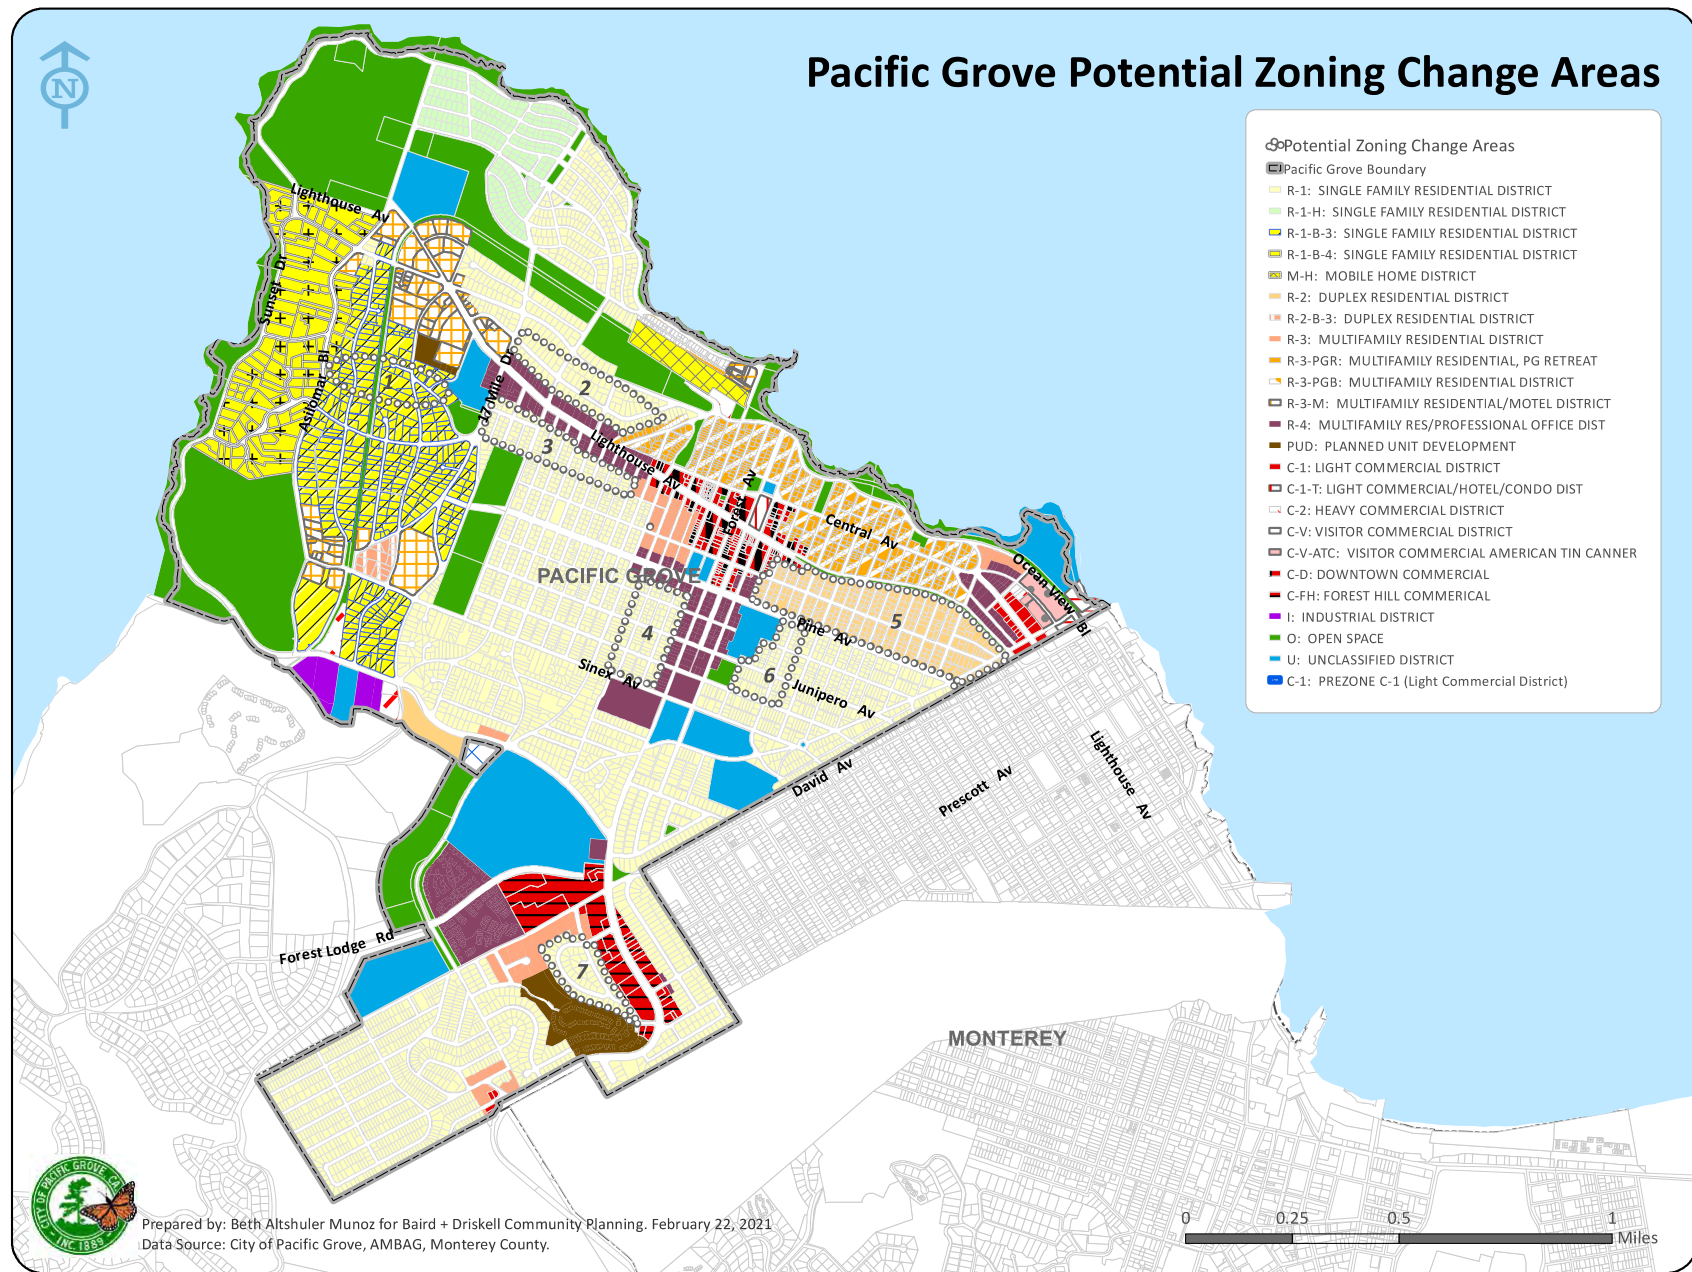 Pacific Grove Potential Zoning Change Areas
N
Potential Zoning Change Areas
Pacific Grove Boundary
R-1: SINGLE FAMILY RESIDENTIAL DISTRICT
R-1-H: SINGLE FAMILY RESIDENTIAL DISTRICT
R-1-B-3: SINGLE FAMILY RESIDENTIAL DISTRICT
R-1-B-4: SINGLE FAMILY RESIDENTIAL DISTRICT
M-H: MOBILE HOME DISTRICT
R-2: DUPLEX RESIDENTIAL DISTRICT
R-2-B-3: DUPLEX RESIDENTIAL DISTRICT
R-3: MULTIFAMILY RESIDENTIAL DISTRICT
R-3-PGR: MULTIFAMILY RESIDENTIAL, PG RETREAT
R-3-PGB: MULTIFAMILY RESIDENTIAL DISTRICT
R-3-M: MULTIFAMILY RESIDENTIAL/MOTEL DISTRICT
R-4: MULTIFAMILY RES/PROFESSIONAL OFFICE DIST
PUD: PLANNED UNIT DEVELOPMENT
C-1: LIGHT COMMERCIAL DISTRICT
C-1-T: LIGHT COMMERCIAL/HOTEL/CONDO DIST
C-2: HEAVY COMMERCIAL DISTRICT
C-V: VISITOR COMMERCIAL DISTRICT
C-V-ATC: VISITOR COMMERCIAL AMERICAN TIN CANNER
C-D: DOWNTOWN COMMERCIAL
C-FH: FOREST HILL COMMERICAL
I: INDUSTRIAL DISTRICT
O: OPEN SPACE
U: UNCLASSIFIED DISTRICT
C-1: PREZONE C-1 (Light Commercial District)
Lighthouse Av
Sunset Dr
Asilomar Bl
17 Mile Dr
1
2
3
Lighthouse Av
Forest Av
Central Av
Ocean View Bl
PACIFIC GROVE
4
5
Pine Av
6
Sinex Av
Junipero Av
David Av
Prescott Av
Lighthouse Av
Forest Lodge Rd
7
MONTEREY
CITY OF PACIFIC GROVE, CA.
INC. 1889
Prepared by: Beth Altshuler Munoz for Baird + Driskell Community Planning. February 22, 2021
Data Source: City of Pacific Grove, AMBAG, Monterey County.
0 0.25 0.5 1
Miles